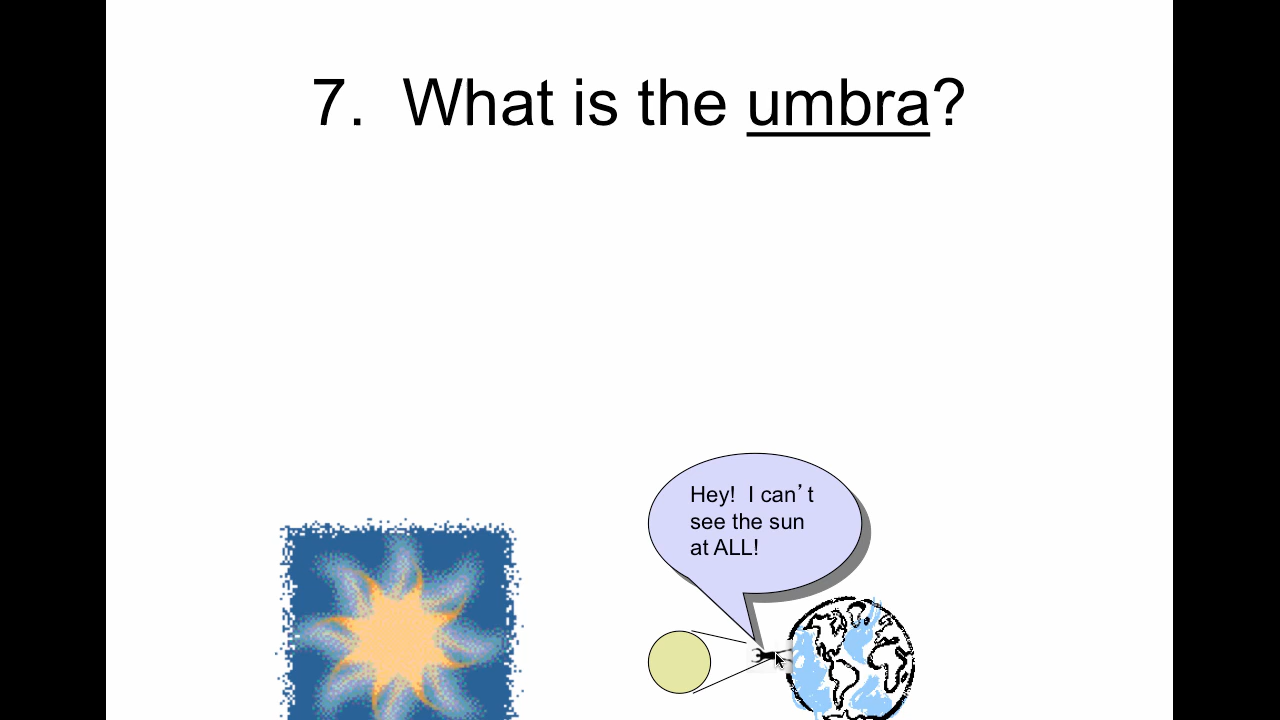 7. What is the umbra?
Hey! I can’t
see the sun
at ALL!